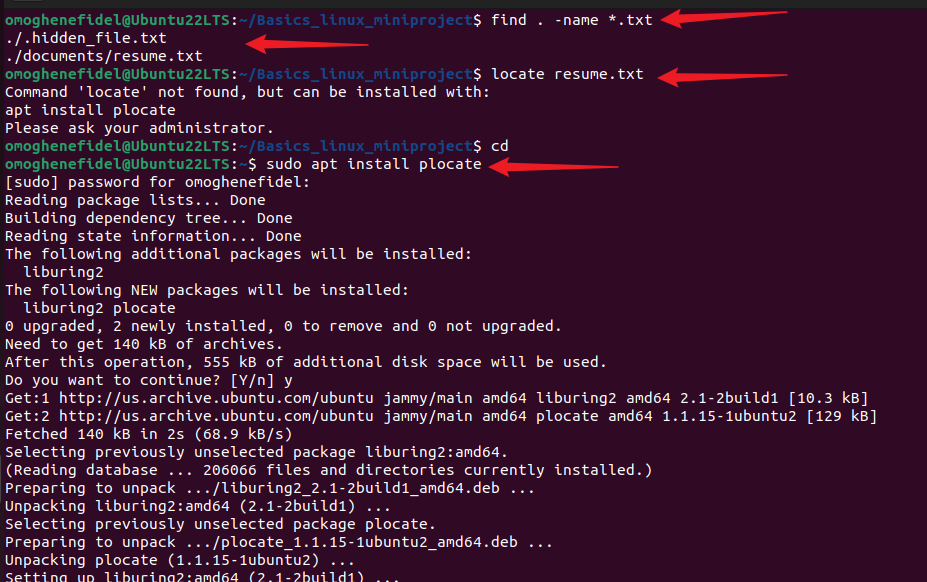 omoghenefidel@Ubuntu22LTS:~/Basics_linux_miniproject$ find . -name *.txt
./.hidden_file.txt
./documents/resume.txt
omoghenefidel@Ubuntu22LTS:~/Basics_linux_miniproject$ locate resume.txt
Command 'locate' not found, but can be installed with:
apt install plocate
Please ask your administrator.
omoghenefidel@Ubuntu22LTS:~/Basics_linux_miniproject$ cd
omoghenefidel@Ubuntu22LTS:~$ sudo apt install plocate
[sudo] password for omoghenefidel:
Reading package lists... Done
Building dependency tree... Done
Reading state information... Done
The following additional packages will be installed:
  liburing2
The following NEW packages will be installed:
  liburing2 plocate
0 upgraded, 2 newly installed, 0 to remove and 0 not upgraded.
Need to get 140 kB of archives.
After this operation, 555 kB of additional disk space will be used.
Do you want to continue? [Y/n] y
Get:1 http://us.archive.ubuntu.com/ubuntu jammy/main amd64 liburing2 amd64 2.1-2build1 [10.3 kB]
Get:2 http://us.archive.ubuntu.com/ubuntu jammy/main amd64 plocate amd64 1.1.15-1ubuntu2 [129 kB]
Fetched 140 kB in 2s (68.9 kB/s)
Selecting previously unselected package liburing2:amd64.
(Reading database ... 206066 files and directories currently installed.)
Preparing to unpack .../liburing2_2.1-2build1_amd64.deb ...
Unpacking liburing2:amd64 (2.1-2build1) ...
Selecting previously unselected package plocate.
Preparing to unpack .../plocate_1.1.15-1ubuntu2_amd64.deb ...
Unpacking plocate (1.1.15-1ubuntu2) ...
Setting up liburing2:amd64 (2.1-2build1) ...